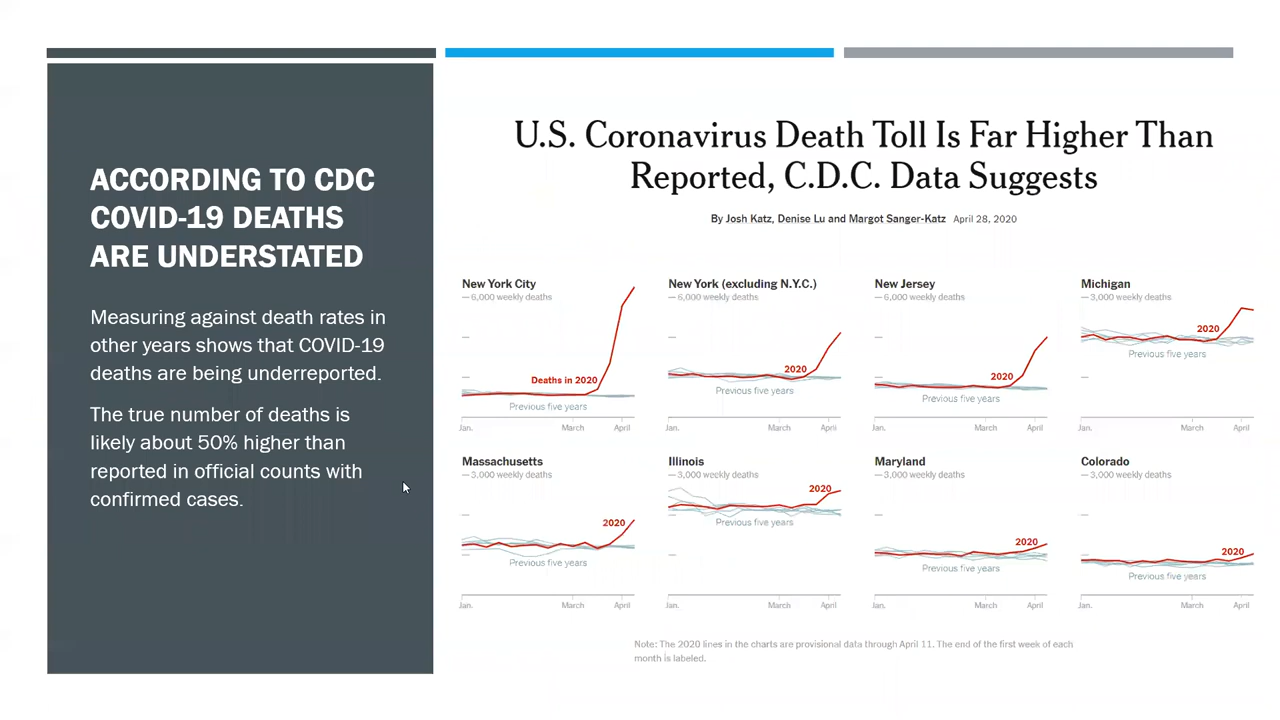 ACCORDING TO CDC
COVID-19 DEATHS
ARE UNDERSTATED
Measuring against death rates in
other years shows that COVID-19
deaths are being underreported.
The true number of deaths is
likely about 50% higher than
reported in official counts with
confirmed cases.
U.S. Coronavirus Death Toll Is Far Higher Than
Reported, C.D.C. Data Suggests
By Josh Katz, Denise Lu and Margot Sanger-Katz April 28, 2020
New York City
6,000 weekly deaths
Deaths in 2020
Previous five years
Jan. March April
New York (excluding N.Y.C.)
6,000 weekly deaths
2020
Previous five years
Jan. March April
New Jersey
6,000 weekly deaths
2020
Previous five years
Jan. March April
Michigan
3,000 weekly deaths
2020
Previous five years
Jan. March April
Massachusetts
3,000 weekly deaths
2020
Previous five years
Jan. March April
Illinois
3,000 weekly deaths
2020
Previous five years
Jan. March April
Maryland
3,000 weekly deaths
2020
Previous five years
Jan. March April
Colorado
3,000 weekly deaths
2020
Previous five years
Jan. March April
Note: The 2020 lines in the charts are provisional data through April 11. The end of the first week of each
month is labeled.